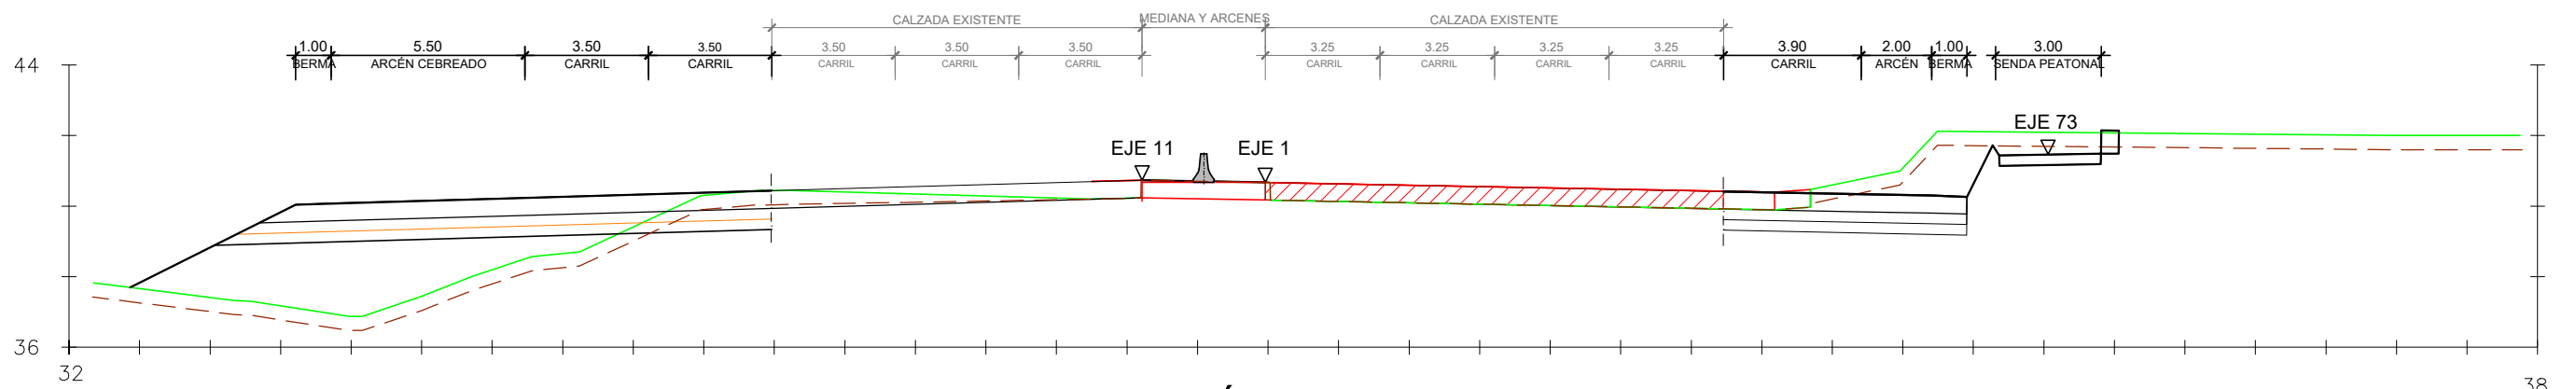 CALZADA EXISTENTE MEDIANA Y ARCENES CALZADA EXISTENTE
1.00 5.50 3.50 3.50 3.50 3.50 3.50 3.25 3.25 3.25 3.25 3.90 2.00 1.00 3.00
BERMA ARCÉN CEBREADO CARRIL CARRIL CARRIL CARRIL CARRIL CARRIL CARRIL CARRIL CARRIL CARRIL ARCÉN BERMA SENDA PEATONAL
44
EJE 11 EJE 1 EJE 73
36
32 38